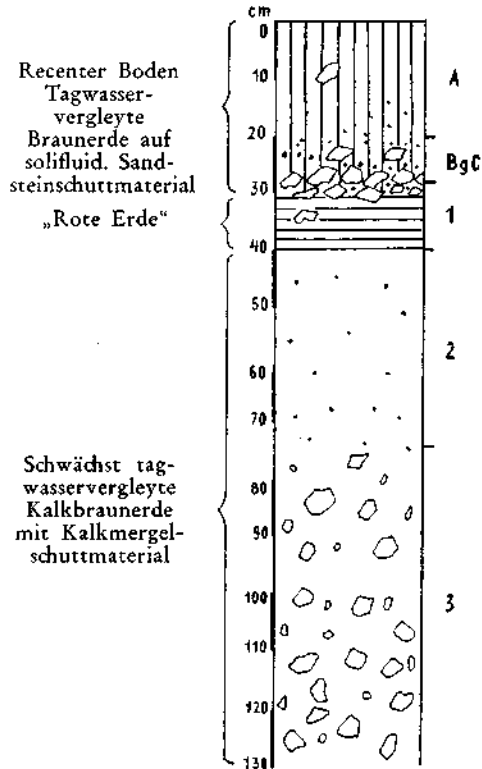 cm
0
10
20
30
40
50
60
70
80
90
100
110
120
130
Recenter Boden
Tagwasser-
vergleyte
Braunerde auf
solifluid. Sand-
steinschuttmaterial
„Rote Erde“
Schwächst tag-
wasservergleyte
Kalkbraunerde
mit Kalkmergel-
schuttmaterial
A
BgC
1
2
3